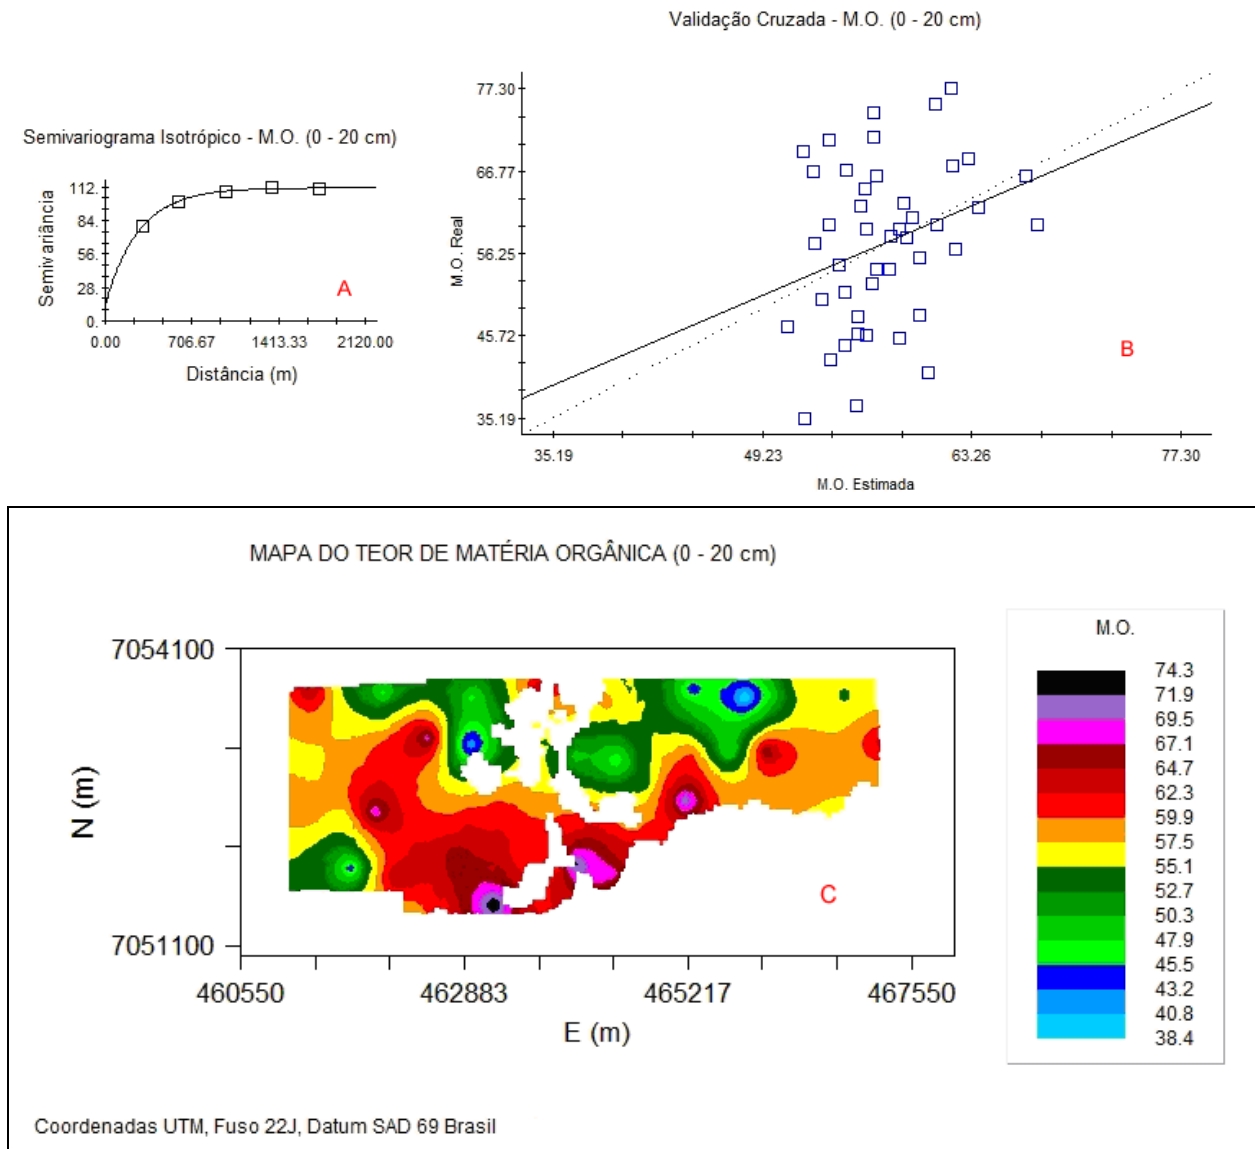 Validação Cruzada - M.O. (0 - 20 cm)
Semivariograma Isotrópico - M.O. (0 - 20 cm)
Semivariância
112.
84.
56.
28.
0.
0.00 706.67 1413.33 2120.00
Distância (m)
A
M.O. Real
77.30
66.77
56.25
45.72
35.19
35.19 49.23 63.26 77.30
M.O. Estimada
B
MAPA DO TEOR DE MATÉRIA ORGÂNICA (0 - 20 cm)
N (m)
7054100
7051100
460550 462883 465217 467550
E (m)
C
M.O.
74.3
71.9
69.5
67.1
64.7
62.3
59.9
57.5
55.1
52.7
50.3
47.9
45.5
43.2
40.8
38.4
Coordenadas UTM, Fuso 22J, Datum SAD 69 Brasil